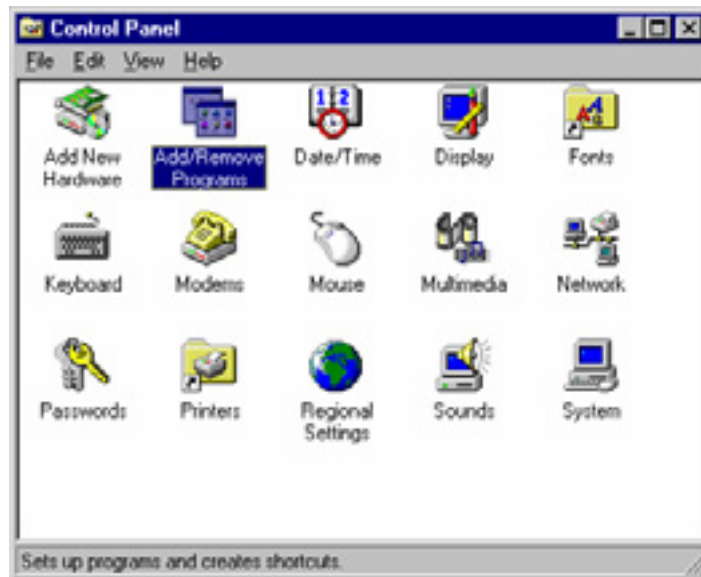 Control Panel
File Edit View Help
Add New Hardware
Add/Remove Programs
Date/Time
Display
Fonts
Keyboard
Modems
Mouse
Multimedia
Network
Passwords
Printers
Regional Settings
Sounds
System
Sets up programs and creates shortcuts.